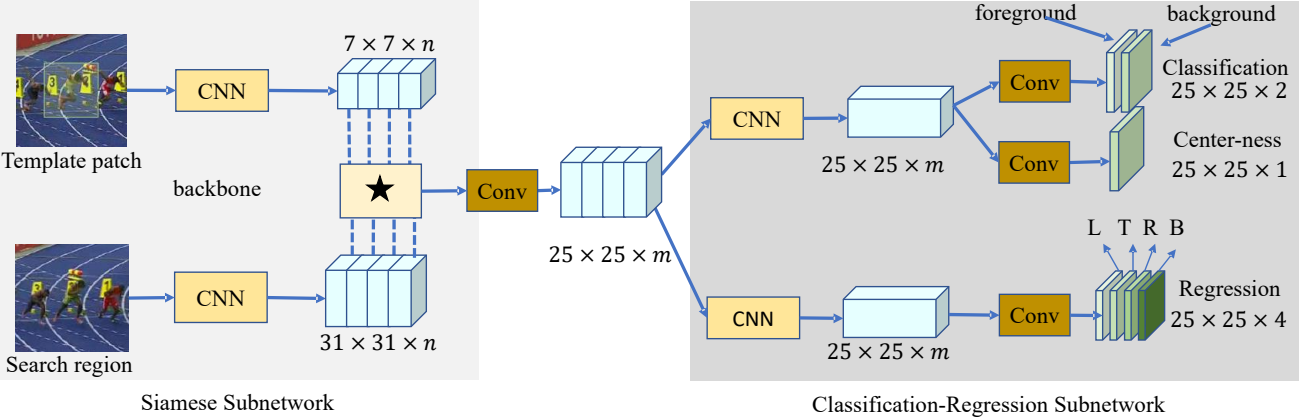 7 × 7 × n
CNN
Template patch
backbone
★
Conv
CNN
31 × 31 × n
Search region
Siamese Subnetwork
25 × 25 × m
foreground
background
CNN
25 × 25 × m
Conv
Classification
25 × 25 × 2
Conv
Center-ness
25 × 25 × 1
L T R B
CNN
25 × 25 × m
Conv
Regression
25 × 25 × 4
Classification-Regression Subnetwork